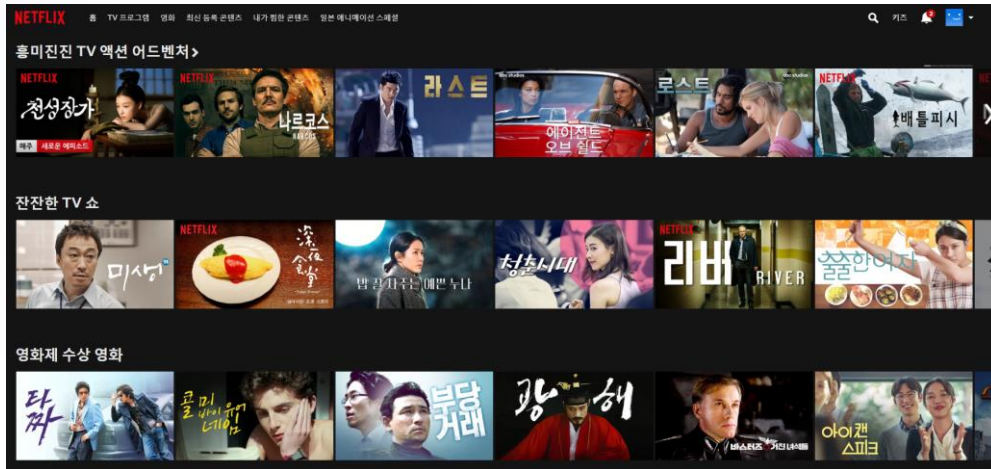 NETFLIX 홈 TV 프로그램 영화 최신 등록 콘텐츠 내가 찜한 콘텐츠 일본 애니메이션 스페셜 키즈 2
흥미진진 TV 액션 어드벤처>
NETFLIX
천성장가
매주 새로운 에피소드
NETFLIX
나르코스
NARCOS
라스트
abc studios
에이전트
오브 쉴드
abc studios
로스트
NETFLIX
배틀피시
NE
잔잔한 TV 쇼
미생
NETFLIX
深夜
食堂
밥 잘 사주는 예쁜 누나
청춘시대
NETFLIX
리버
RIVER
출출한 여자
영화제 수상 영화
타
짜
콜 미
바이 유어
네임
부당
거래
광해
바스터즈 거친 녀석들
아이 캔
스피크